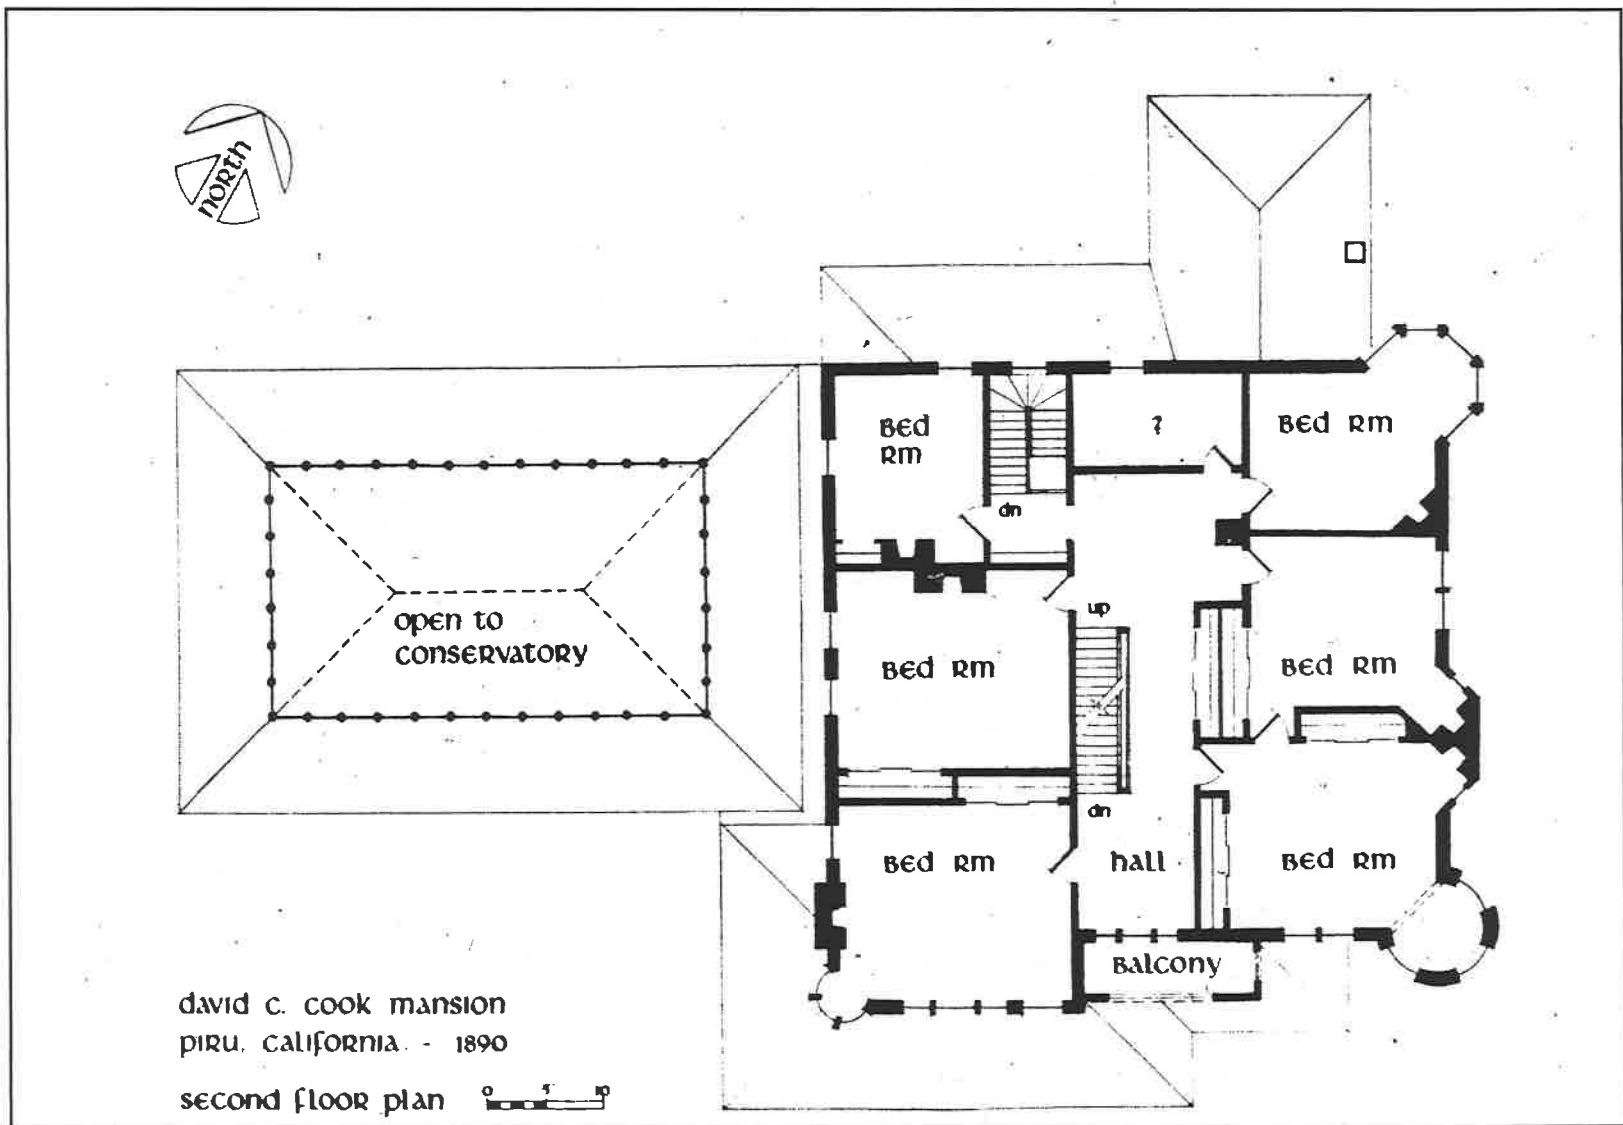 NORTH
BED
RM
?
BED RM
dn
up
OPEN TO
CONSERVATORY
BED RM
BED RM
dn
BED RM
hall
BED RM
BALCONY
david c. cook mansion
PIRU, CALIFORNIA. - 1890
second floor plan
0 5' 10